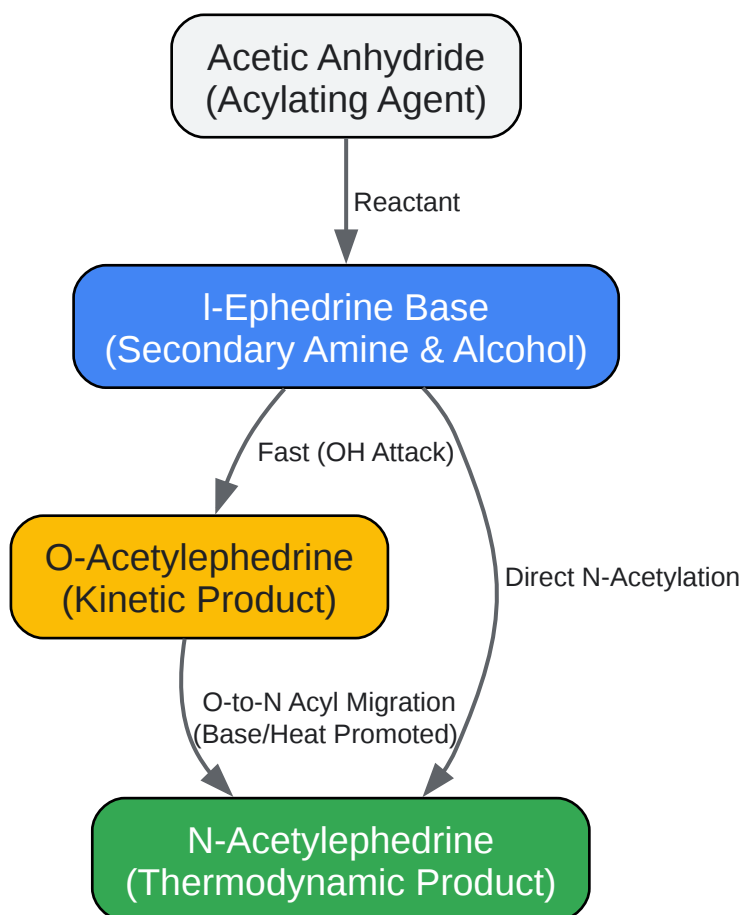 Acetic Anhydride
(Acylating Agent)
Reactant
l-Ephedrine Base
(Secondary Amine & Alcohol)
Fast (OH Attack)
O-Acetylephedrine
(Kinetic Product)
Direct N-Acetylation
O-to-N Acyl Migration
(Base/Heat Promoted)
N-Acetylephedrine
(Thermodynamic Product)